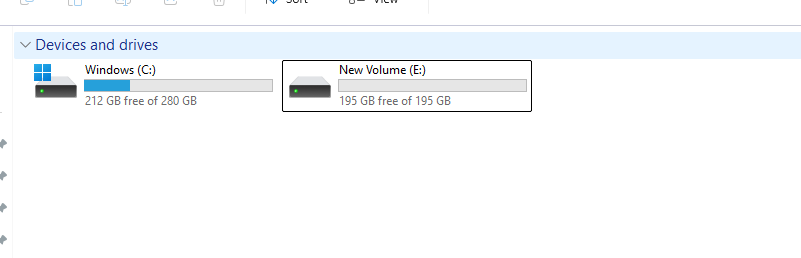 Sort
View
Devices and drives
Windows (C:)
212 GB free of 280 GB
New Volume (E:)
195 GB free of 195 GB